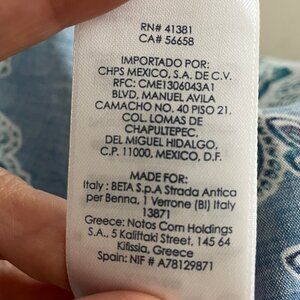 RN# 41381
CA# 56658
IMPORTADO POR:
CHPS MEXICO, S.A. DE C.V.
RFC: CME1306043A1
BLVD, MANUEL AVILA
CAMACHO NO. 40 PISO 21.
COL. LOMAS DE
CHAPULTEPEC.
DEL MIGUEL HIDALGO,
C.P. 11000, MEXICO, D.F.
MADE FOR:
Italy : BETA S.p.A Strada Antica
per Benna, 1 Verrone (BI) Italy
13871
Greece: Notos Com Holdings
S.A., 5 Kaliftaki Street, 145 64
Kifissia, Greece
Spain: NIF # A78129871